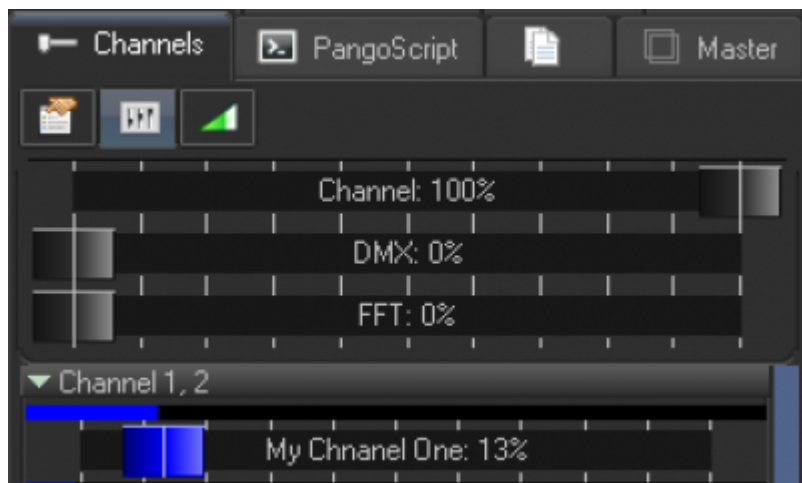 Channels PangoScript Master
Channel: 100%
DMX: 0%
FFT: 0%
Channel 1, 2
My Chnanel One: 13%